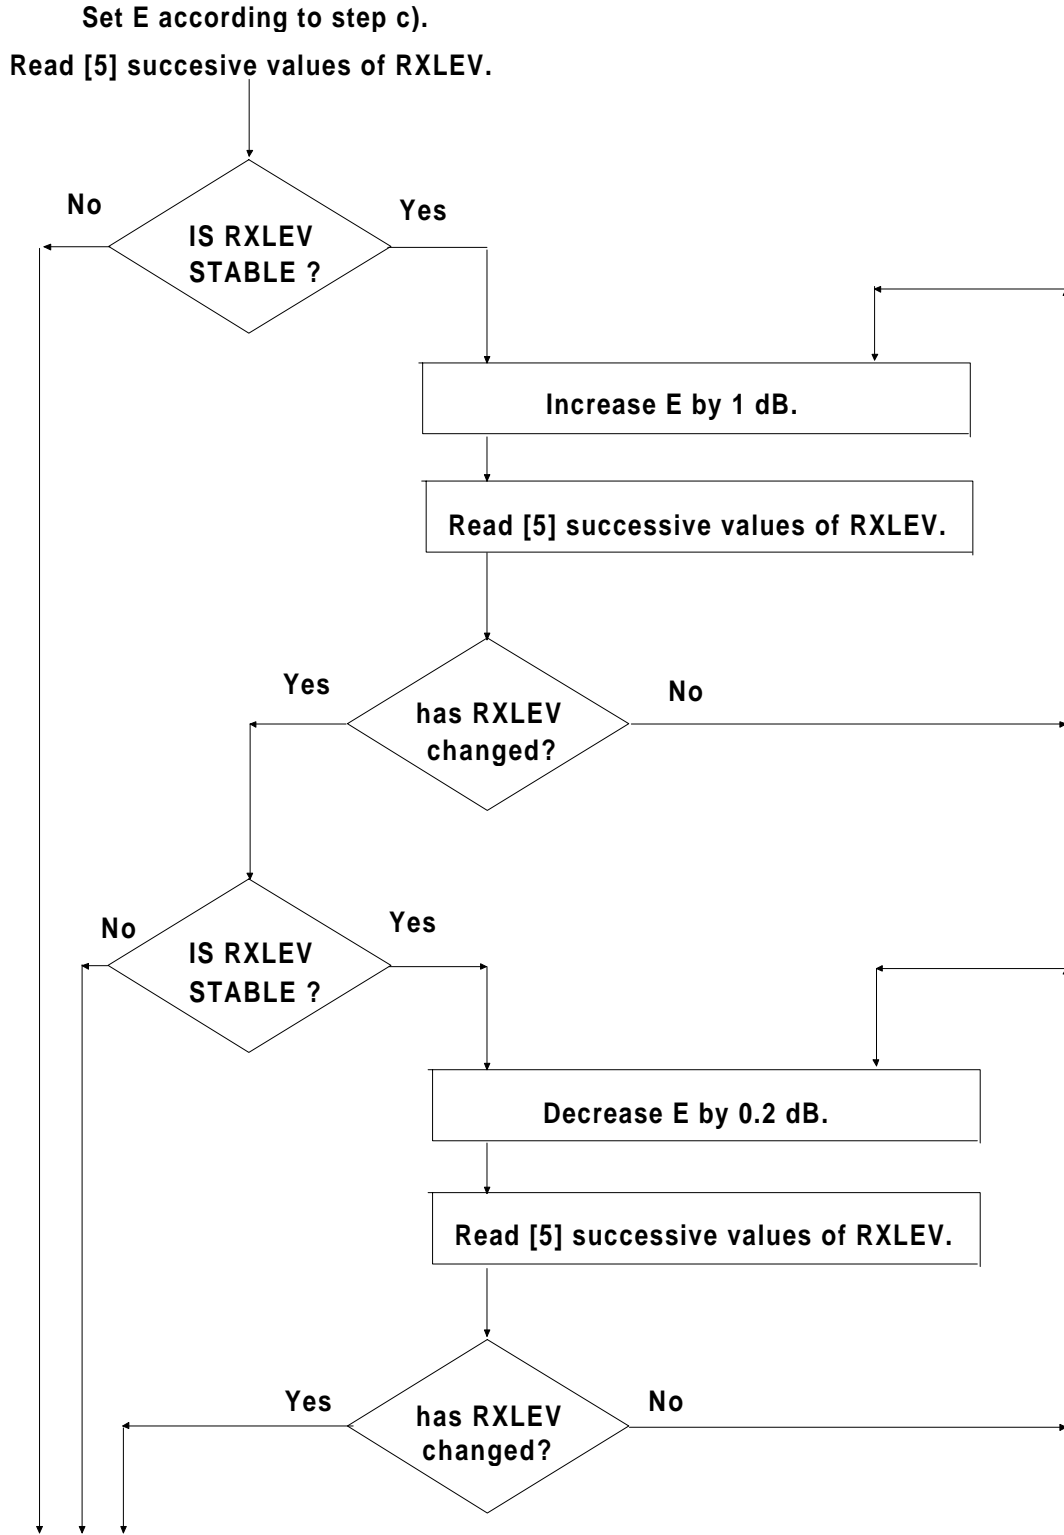 Set E according to step c).
Read [5] succesive values of RXLEV.
No
Yes
IS RXLEV
STABLE ?
Increase E by 1 dB.
Read [5] successive values of RXLEV.
Yes
No
has RXLEV
changed?
No
Yes
IS RXLEV
STABLE ?
Decrease E by 0.2 dB.
Read [5] successive values of RXLEV.
Yes
No
has RXLEV
changed?